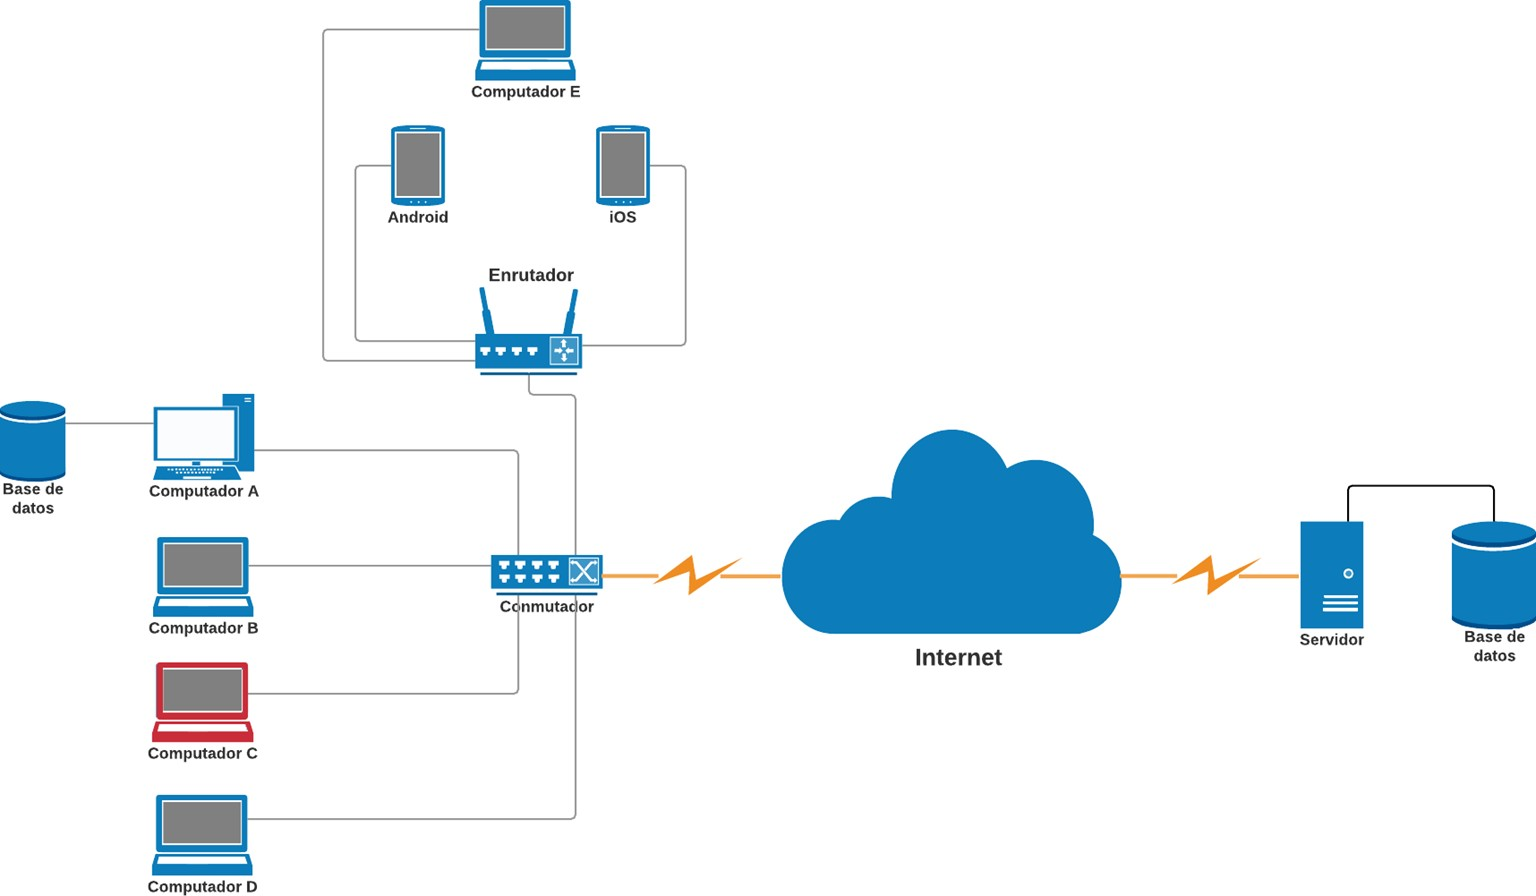 Computador E
Android
iOS
Enrutador
Base de
datos
Computador A
Computador B
Conmutador
Computador C
Computador D
Internet
Servidor
Base de
datos